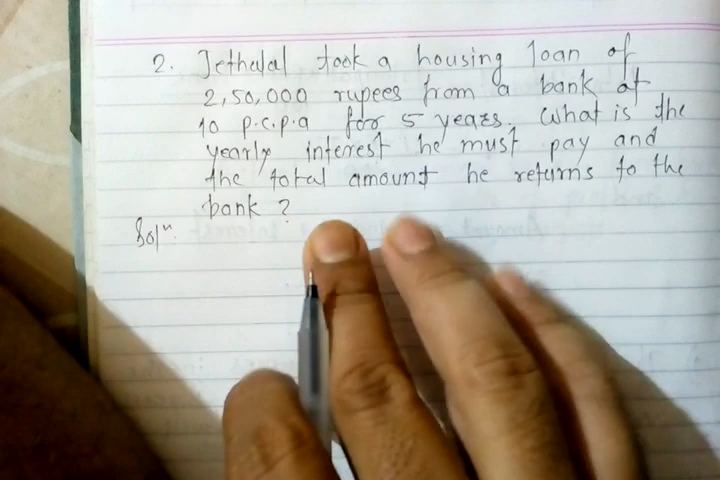 2. Jethalal took a housing loan of
2,50,000 rupees from a bank at
10 p.c.p.a for 5 years. What is the
yearly interest he must pay and
the total amount he returns to the
bank ?
Solⁿ.